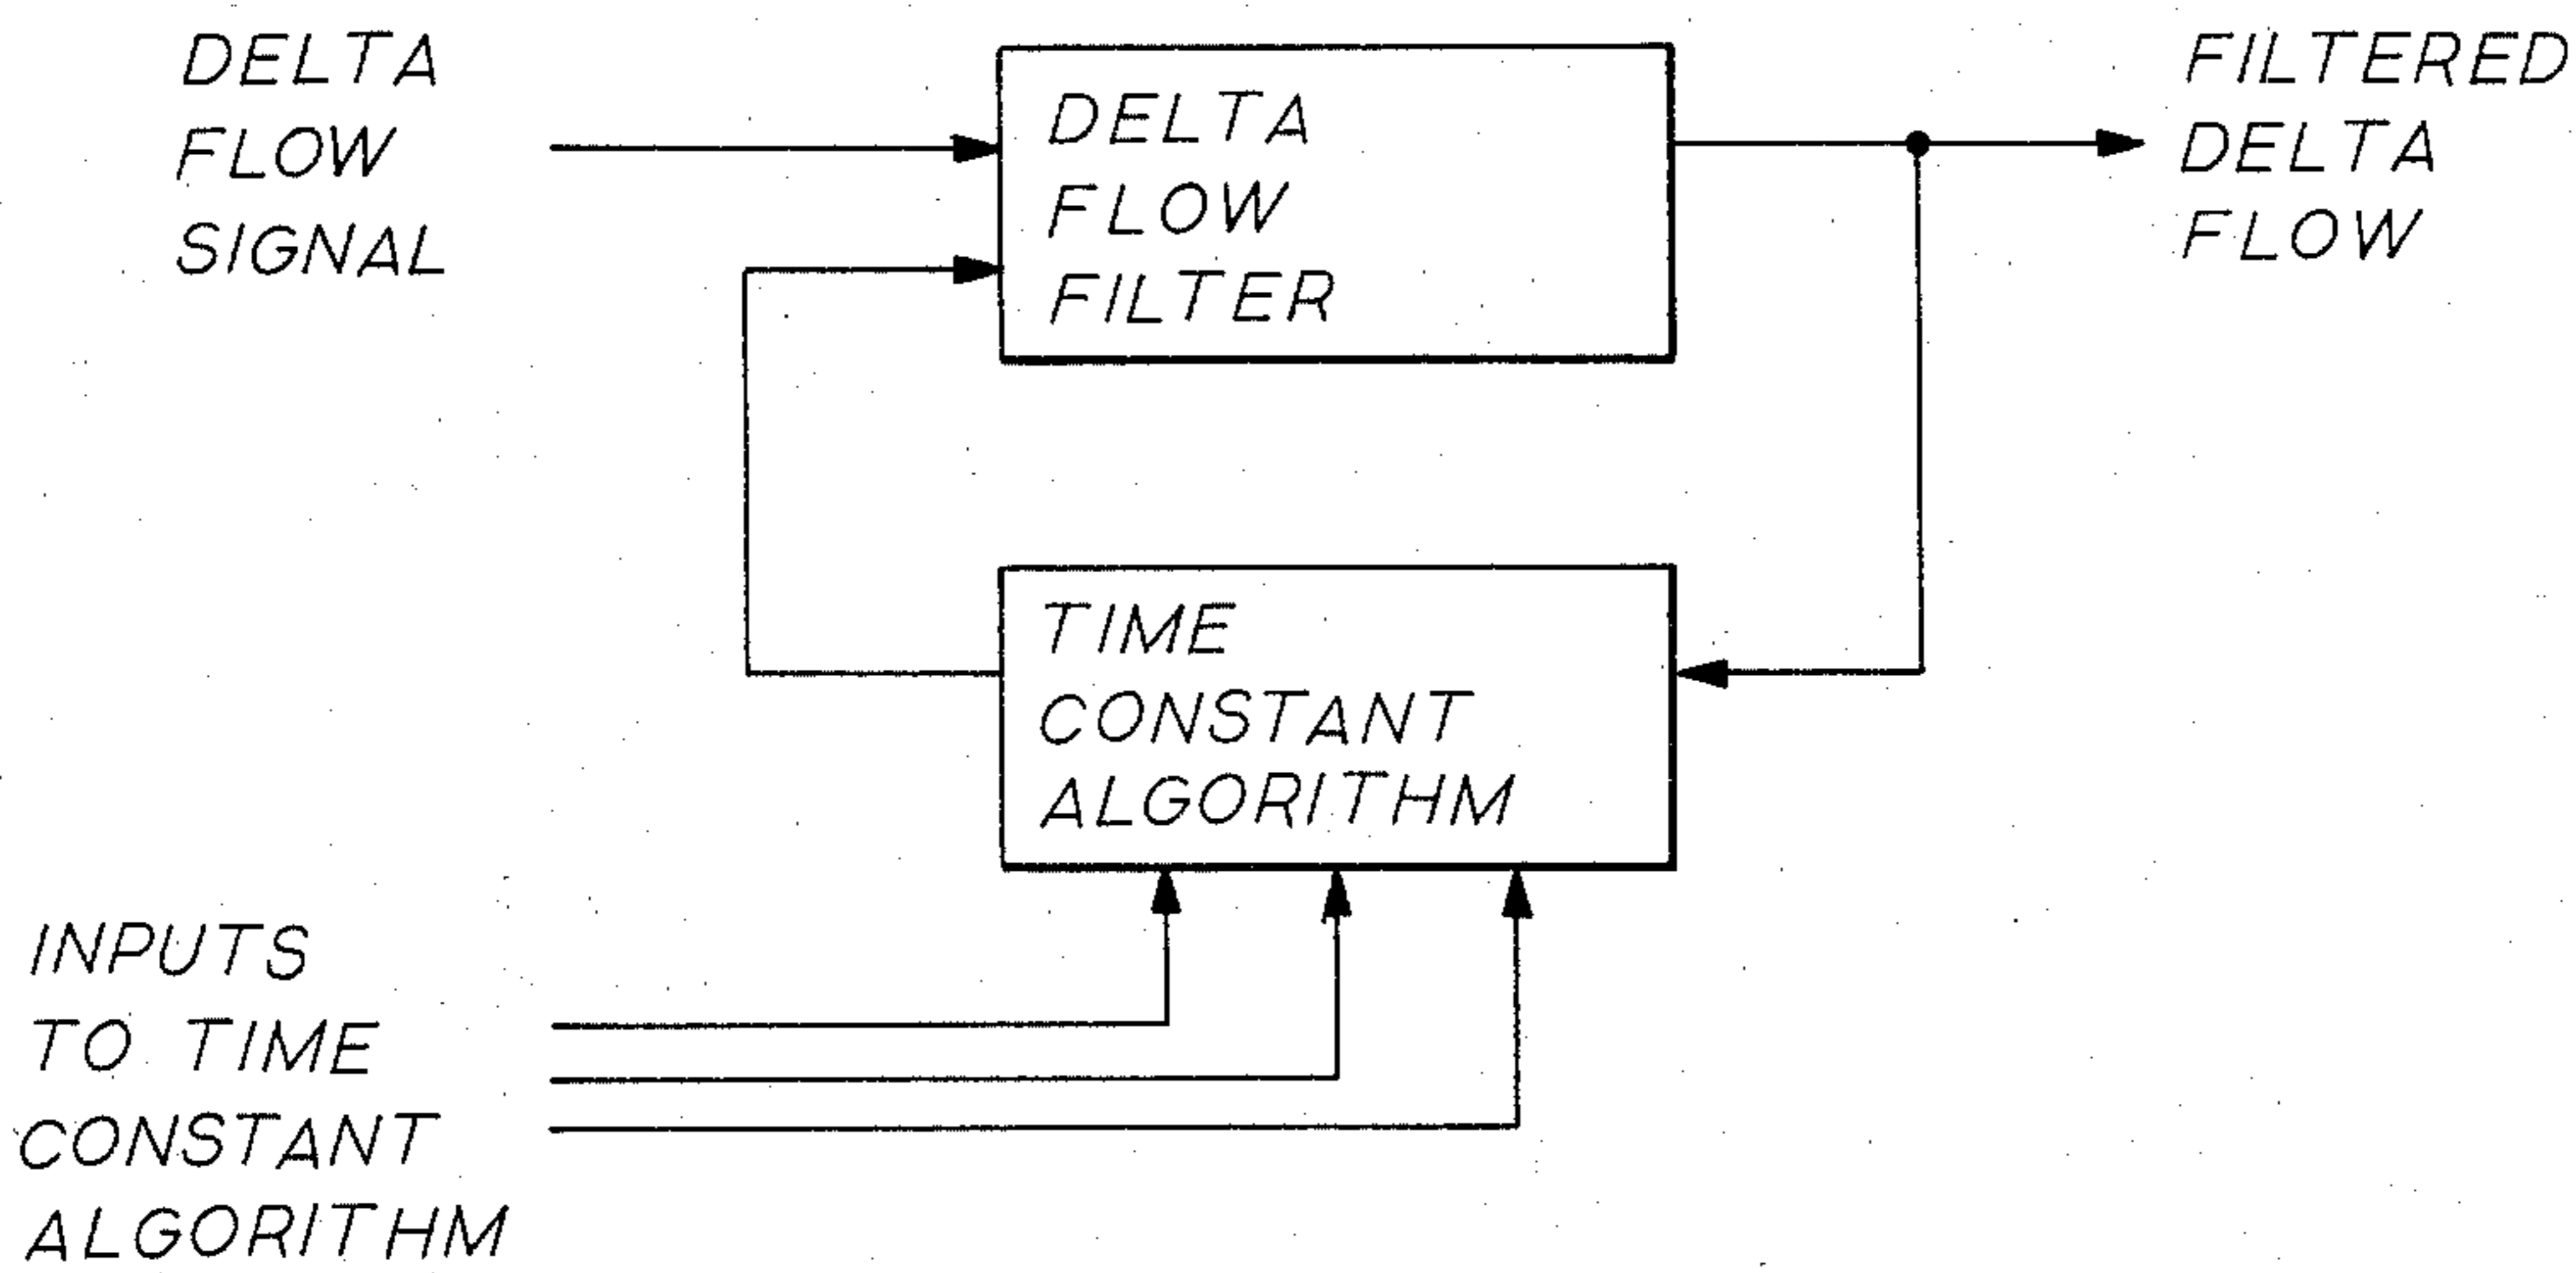 DELTA
FLOW
SIGNAL
DELTA
FLOW
FILTER
FILTERED
DELTA
FLOW
TIME
CONSTANT
ALGORITHM
INPUTS
TO TIME
CONSTANT
ALGORITHM